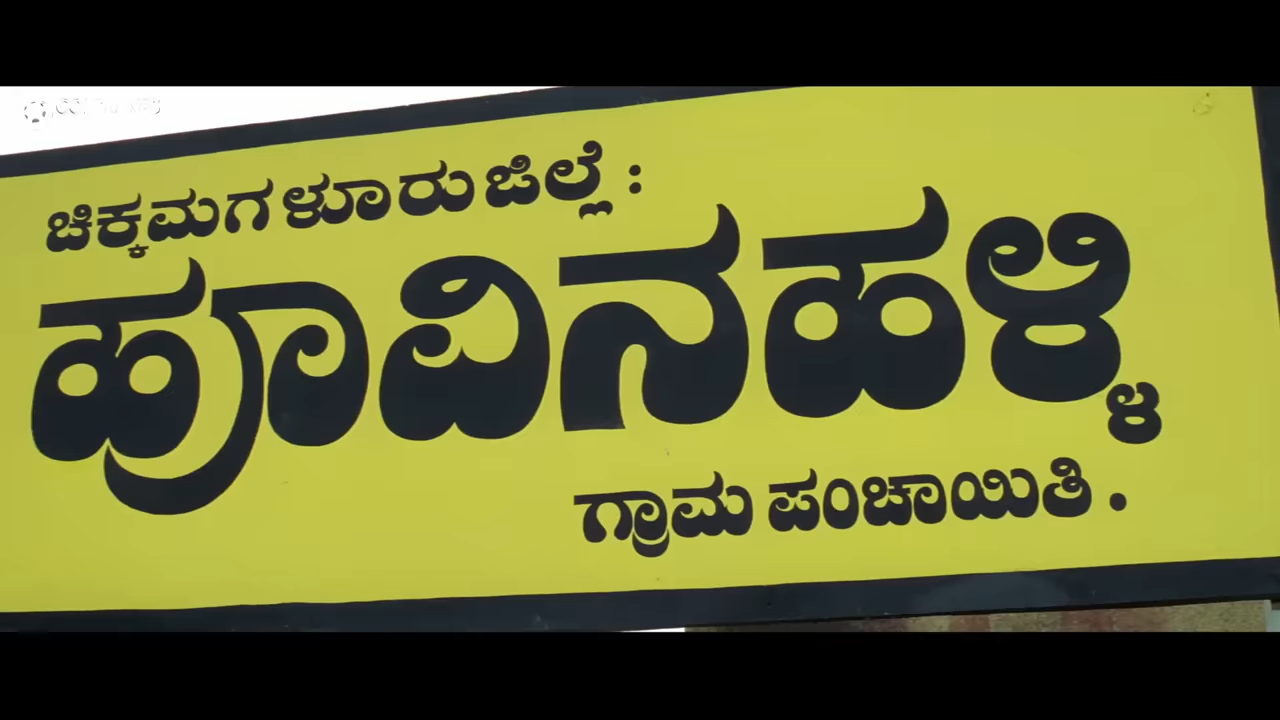 ಚಿಕ್ಕಮಗಳೂರು ಜಿಲ್ಲೆ :
ಹೂವಿನಹಳ್ಳಿ
ಗ್ರಾಮ ಪಂಚಾಯಿತಿ .